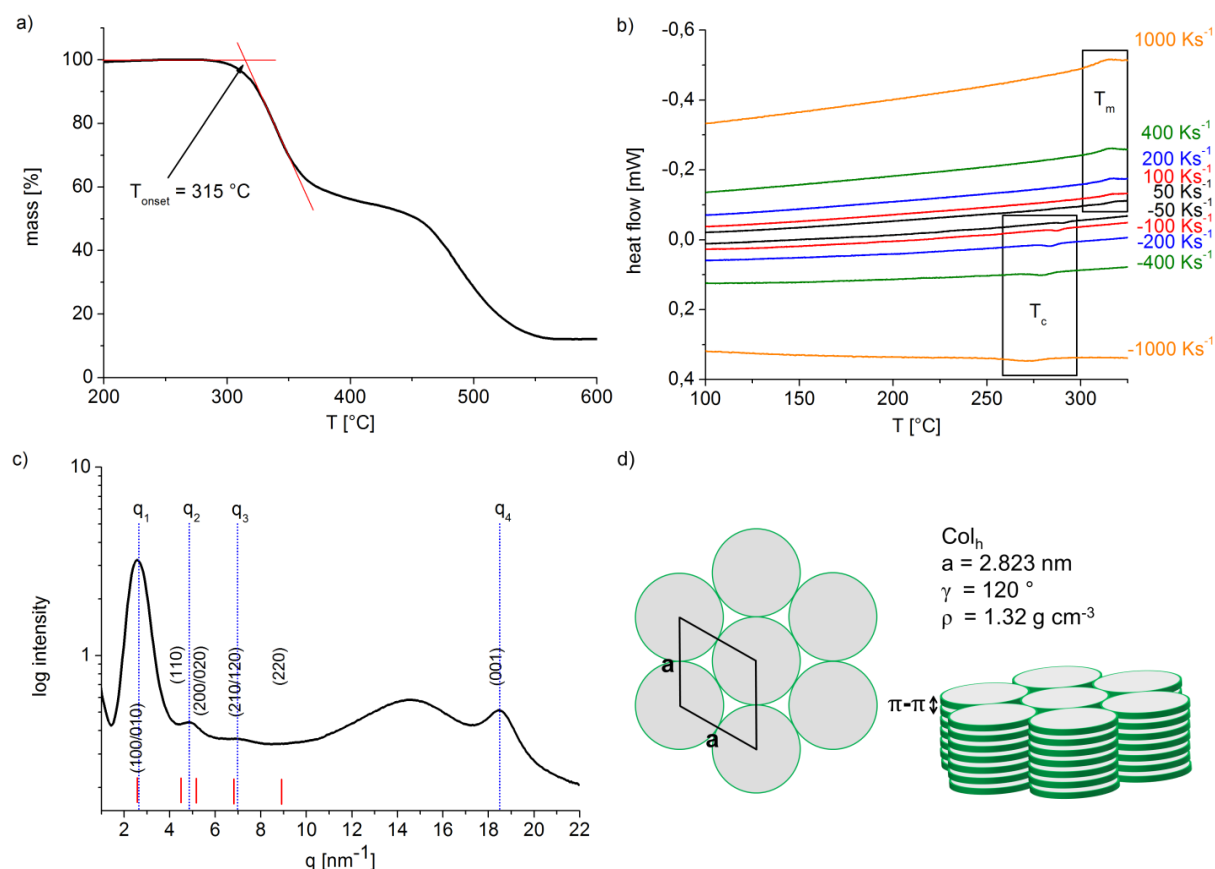 a)
100
80
60
40
20
0
mass [%]
200
300
400
500
600
T [°C]
T_onset = 315 °C
b)
-0.6
-0.4
-0.2
0.0
0,2
0,4
heat flow [mW]
100
150
200
250
300
T [°C]
1000 Ks⁻¹
400 Ks⁻¹
200 Ks⁻¹
100 Ks⁻¹
50 Ks⁻¹
-50 Ks⁻¹
-100 Ks⁻¹
-200 Ks⁻¹
-400 Ks⁻¹
-1000 Ks⁻¹
T_m
T_c
c)
10
1
log intensity
q₁
q₂
q₃
q₄
(100/010)
(110)
(200/020)
(210/120)
(220)
(001)
2
4
6
8
10
12
14
16
18
20
22
q [nm⁻¹]
d)
a
a
Col_h
a = 2.823 nm
γ = 120 °
ρ = 1.32 g cm⁻³
π-π